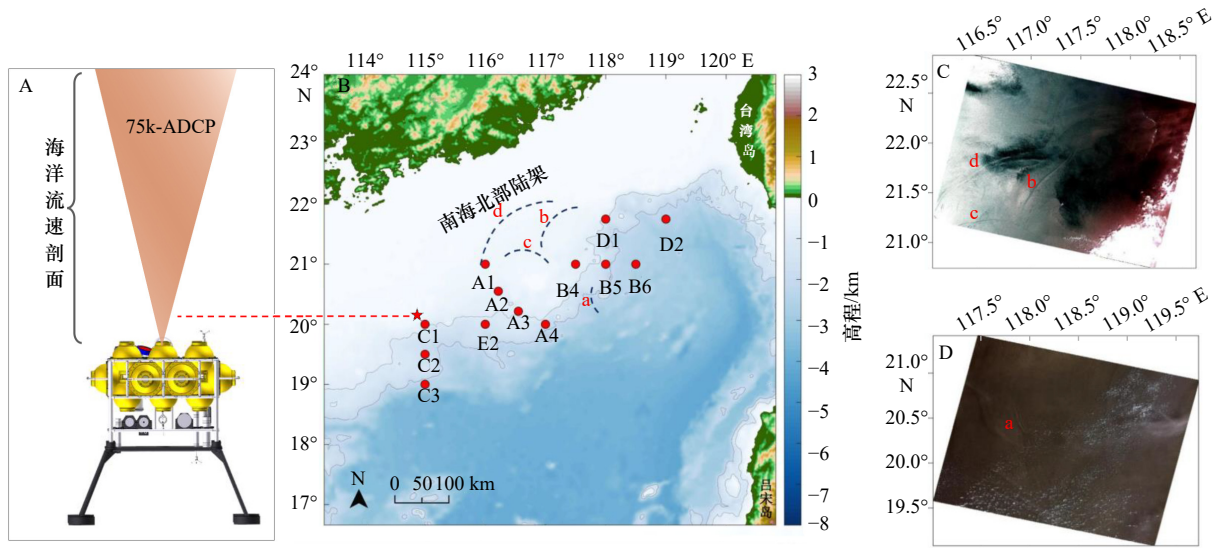 A
75k-ADCP
海洋流速剖面
114° 115° 116° 117° 118° 119° 120° E
24°
N
23°
22°
21°
20°
19°
18°
17°
B
台湾岛
南海北部陆架
d
b
c
a
D1
D2
A1
B4
B5
B6
A2
A3
C1
E2
A4
C2
C3
N
0 50 100 km
吕宋岛
3
2
1
0
−1
−2
−3
−4
−5
−6
−7
−8
高程/km
116.5° 117.0° 117.5° 118.0° 118.5° E
C
22.5°
N
22.0°
21.5°
21.0°
d
b
c
117.5° 118.0° 118.5° 119.0° 119.5° E
D
21.0°
N
20.5°
20.0°
19.5°
a